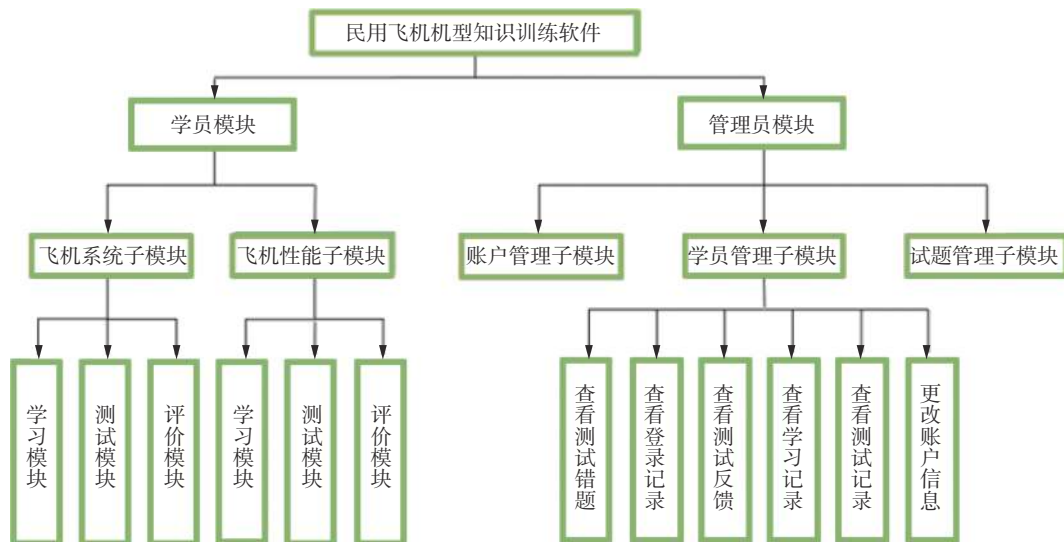 民用飞机机型知识训练软件
学员模块
管理员模块
飞机系统子模块
飞机性能子模块
账户管理子模块
学员管理子模块
试题管理子模块
学习模块
测试模块
评价模块
学习模块
测试模块
评价模块
查看测试错题
查看登录记录
查看测试反馈
查看学习记录
查看测试记录
更改账户信息